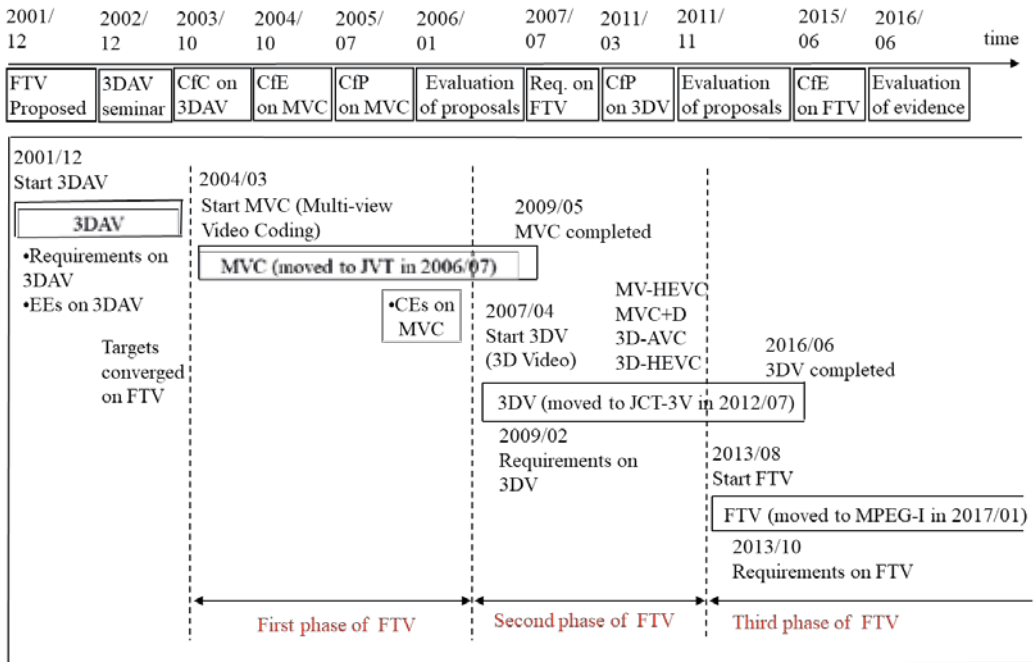 2001/ 2002/ 2003/ 2004/ 2005/ 2006/ 2007/ 2011/ 2011/ 2015/ 2016/
12 12 10 10 07 01 07 03 11 06 06 time
FTV 3DAV CfC on CfE CfP Evaluation Req. on CfP Evaluation CfE Evaluation
Proposed seminar 3DAV on MVC on MVC of proposals FTV on 3DV of proposals on FTV of evidence
2001/12
Start 3DAV
3DAV
•Requirements on
3DAV
•EEs on 3DAV
Targets
converged
on FTV
2004/03
Start MVC (Multi-view
Video Coding)
MVC (moved to JVT in 2006/07)
•CEs on
MVC
2009/05
MVC completed
2007/04
Start 3DV
(3D Video)
MV-HEVC
MVC+D
3D-AVC
3D-HEVC
2016/06
3DV completed
3DV (moved to JCT-3V in 2012/07)
2009/02
Requirements on
3DV
2013/08
Start FTV
FTV (moved to MPEG-I in 2017/01)
2013/10
Requirements on FTV
First phase of FTV
Second phase of FTV
Third phase of FTV